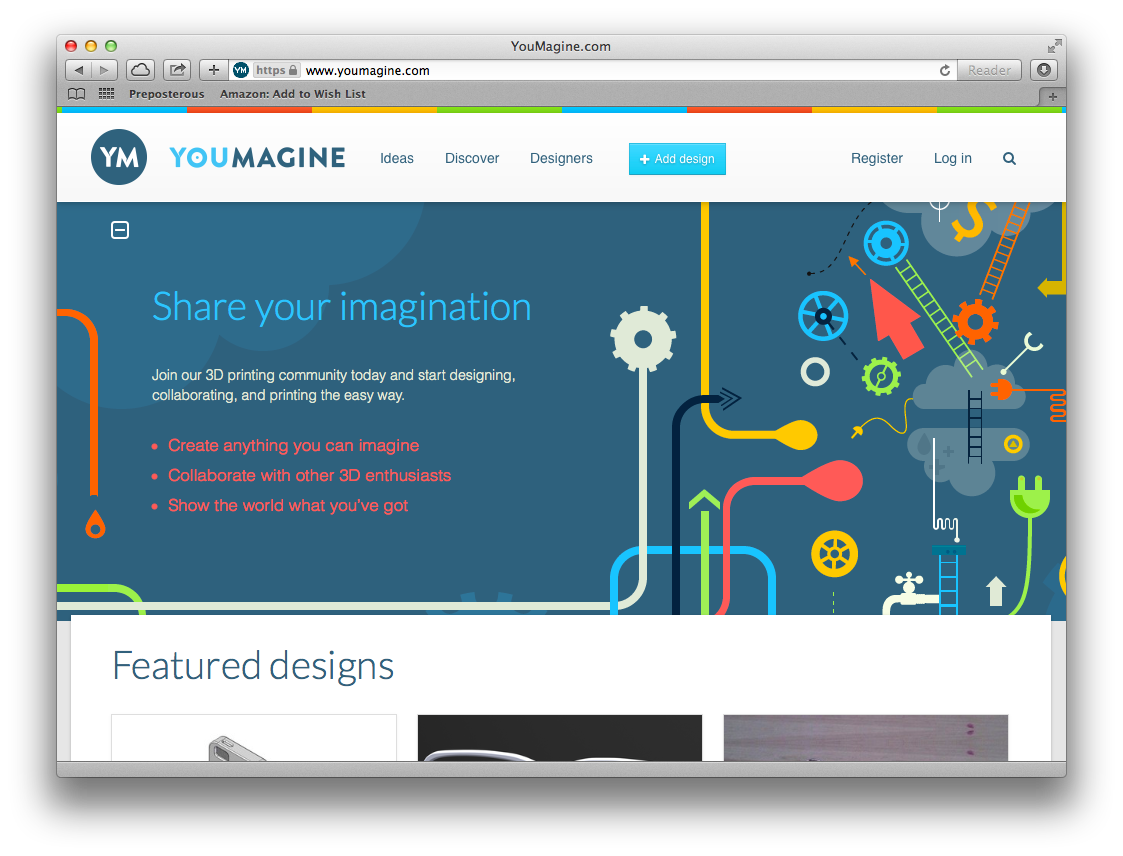 YouMagine.com
YM https www.youmagine.com Reader
Preposterous Amazon: Add to Wish List
YM YOUMAGINE Ideas Discover Designers + Add design Register Log in
$
Share your imagination
Join our 3D printing community today and start designing,
collaborating, and printing the easy way.
• Create anything you can imagine
• Collaborate with other 3D enthusiasts
• Show the world what you've got
Featured designs